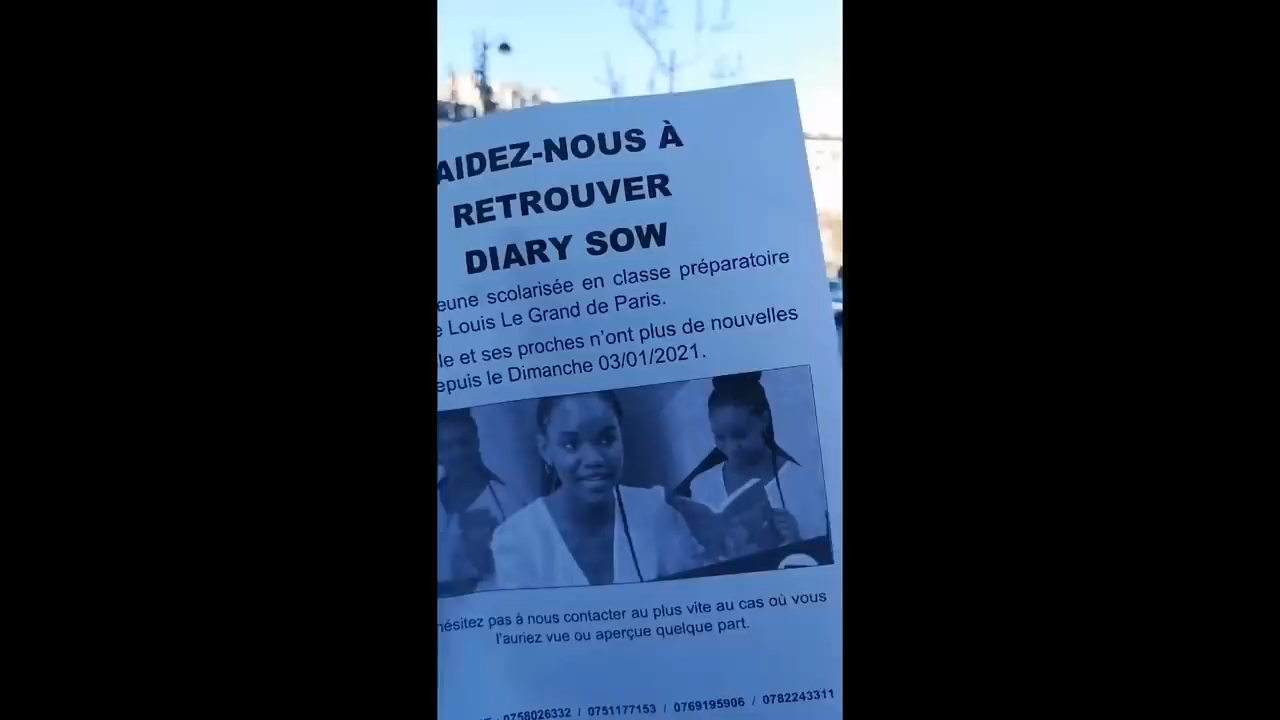 AIDEZ-NOUS À
RETROUVER
DIARY SOW
eune scolarisée en classe préparatoire
e Louis Le Grand de Paris.
le et ses proches n'ont plus de nouvelles
epuis le Dimanche 03/01/2021.
hésitez pas à nous contacter au plus vite au cas où vous
l'auriez vue ou aperçue quelque part.
: 0758026332 / 0751177153 / 0769195906 / 0782243311